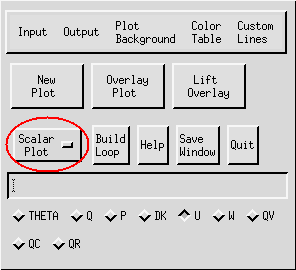 Input Output Plot Background Color Table Custom Lines
New Plot Overlay Plot Lift Overlay
Scalar Plot Build Loop Help Save Window Quit
THETA Q P DK U W QV
QC QR